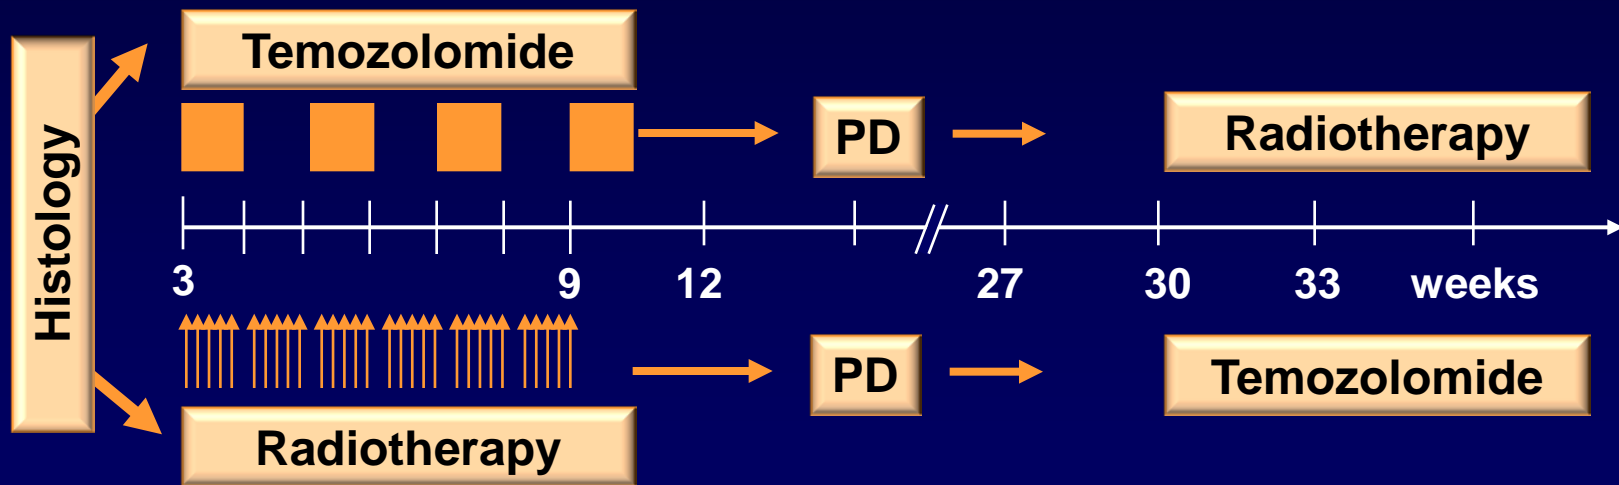 Histology
Temozolomide
PD
Radiotherapy
3 9 12 27 30 33 weeks
PD
Temozolomide
Radiotherapy